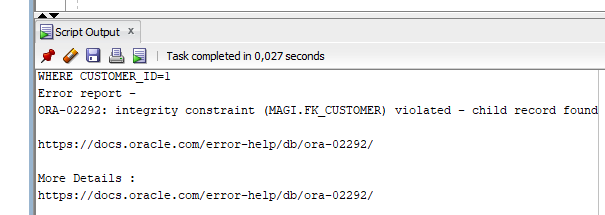 Script Output x
Task completed in 0,027 seconds
WHERE CUSTOMER_ID=1
Error report -
ORA-02292: integrity constraint (MAGI.FK_CUSTOMER) violated - child record found
https://docs.oracle.com/error-help/db/ora-02292/
More Details :
https://docs.oracle.com/error-help/db/ora-02292/